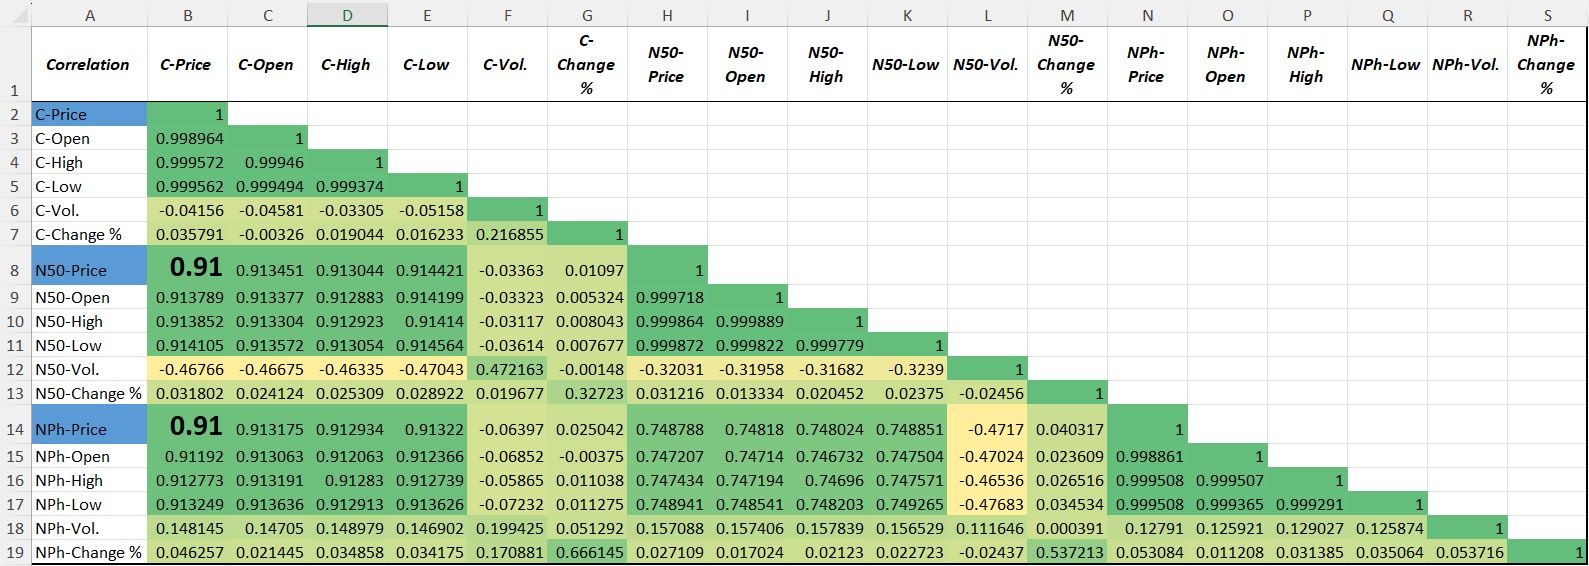 A B C D E F G H I J K L M N O P Q R S
1 Correlation C-Price C-Open C-High C-Low C-Vol. C-Change % N50-Price N50-Open N50-High N50-Low N50-Vol. N50-Change % NPh-Price NPh-Open NPh-High NPh-Low NPh-Vol. NPh-Change %
2 C-Price 1
3 C-Open 0.998964 1
4 C-High 0.999572 0.99946 1
5 C-Low 0.999562 0.999494 0.999374 1
6 C-Vol. -0.04156 -0.04581 -0.03305 -0.05158 1
7 C-Change % 0.035791 -0.00326 0.019044 0.016233 0.216855 1
8 N50-Price 0.91 0.913451 0.913044 0.914421 -0.03363 0.01097 1
9 N50-Open 0.913789 0.913377 0.912883 0.914199 -0.03323 0.005324 0.999718 1
10 N50-High 0.913852 0.913304 0.912923 0.91414 -0.03117 0.008043 0.999864 0.999889 1
11 N50-Low 0.914105 0.913572 0.913054 0.914564 -0.03614 0.007677 0.999872 0.999822 0.999779 1
12 N50-Vol. -0.46766 -0.46675 -0.46335 -0.47043 0.472163 -0.00148 -0.32031 -0.31958 -0.31682 -0.3239 1
13 N50-Change % 0.031802 0.024124 0.025309 0.028922 0.019677 0.32723 0.031216 0.013334 0.020452 0.02375 -0.02456 1
14 NPh-Price 0.91 0.913175 0.912934 0.91322 -0.06397 0.025042 0.748788 0.74818 0.748024 0.748851 -0.4717 0.040317 1
15 NPh-Open 0.91192 0.913063 0.912063 0.912366 -0.06852 -0.00375 0.747207 0.74714 0.746732 0.747504 -0.47024 0.023609 0.998861 1
16 NPh-High 0.912773 0.913191 0.91283 0.912739 -0.05865 0.011038 0.747434 0.747194 0.74696 0.747571 -0.46536 0.026516 0.999508 0.999507 1
17 NPh-Low 0.913249 0.913636 0.912913 0.913626 -0.07232 0.011275 0.748941 0.748541 0.748203 0.749265 -0.47683 0.034534 0.999508 0.999365 0.999291 1
18 NPh-Vol. 0.148145 0.14705 0.148979 0.146902 0.199425 0.051292 0.157088 0.157406 0.157839 0.156529 0.111646 0.000391 0.12791 0.125921 0.129027 0.125874 1
19 NPh-Change % 0.046257 0.021445 0.034858 0.034175 0.170881 0.666145 0.027109 0.017024 0.02123 0.022723 -0.02437 0.537213 0.053084 0.011208 0.031385 0.035064 0.053716 1